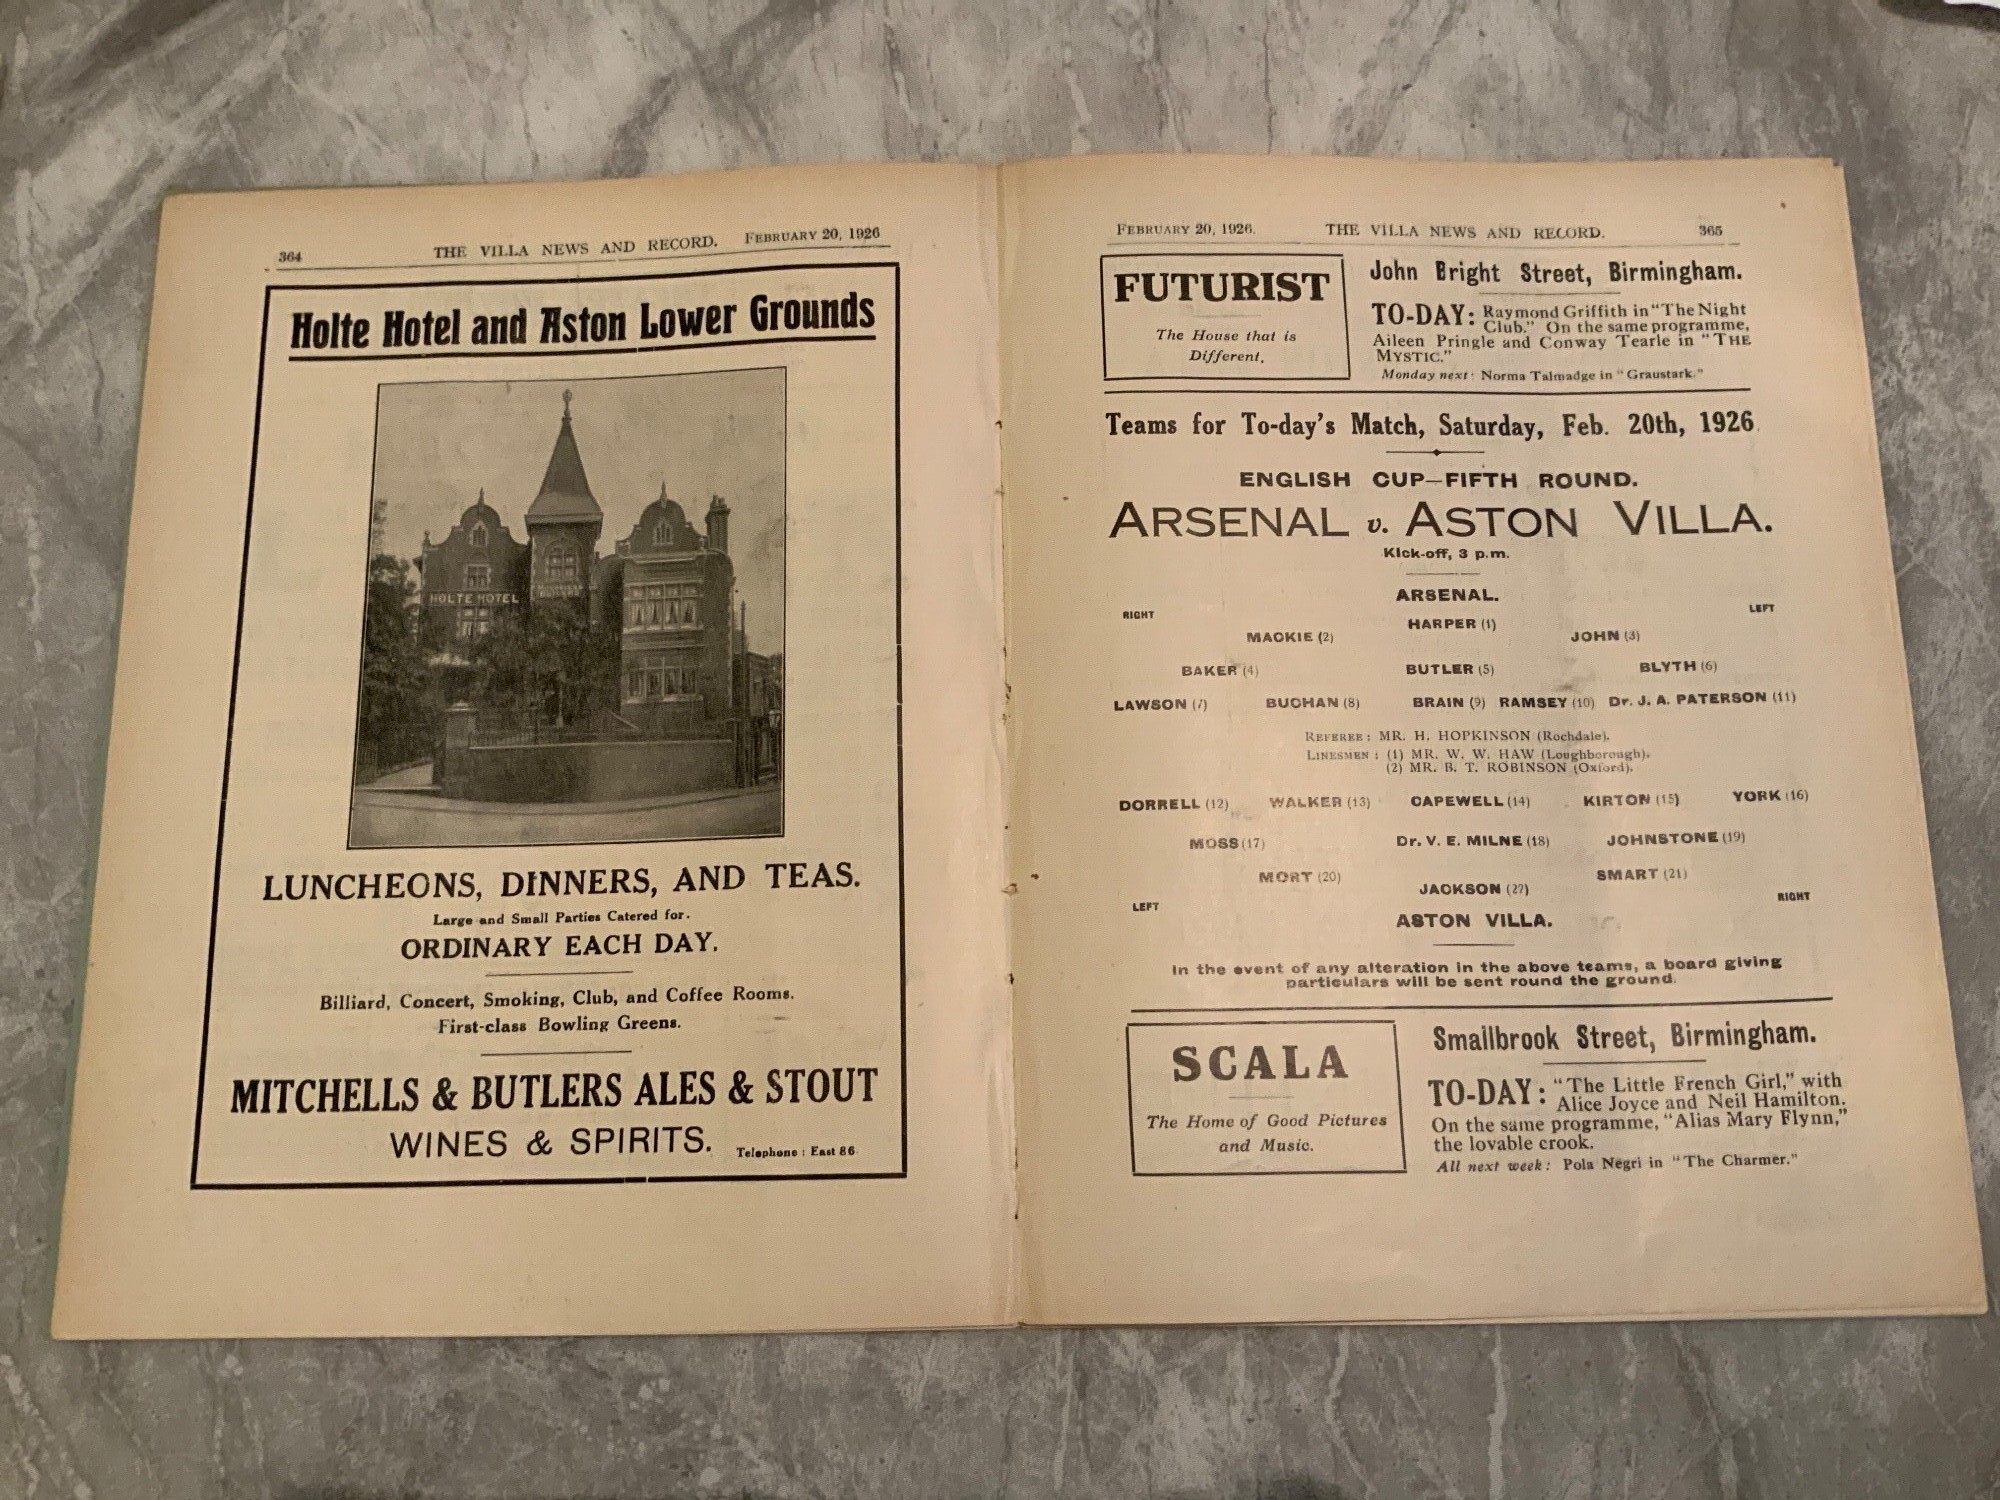 364
THE VILLA NEWS AND RECORD. FEBRUARY 20, 1926
Holte Hotel and Aston Lower Grounds
HOLTE HOTEL
LUNCHEONS, DINNERS, AND TEAS.
Large and Small Parties Catered for.
ORDINARY EACH DAY.
Billiard, Concert, Smoking, Club, and Coffee Rooms.
First-class Bowling Greens.
MITCHELLS & BUTLERS ALES & STOUT
WINES & SPIRITS. Telephone : East 86
FEBRUARY 20, 1926. THE VILLA NEWS AND RECORD. 365
FUTURIST
The House that is
Different.
John Bright Street, Birmingham.
TO-DAY: Raymond Griffith in "The Night
Club." On the same programme,
Aileen Pringle and Conway Tearle in "THE
MYSTIC."
Monday next: Norma Talmadge in "Graustark."
Teams for To-day's Match, Saturday, Feb. 20th, 1926
ENGLISH CUP—FIFTH ROUND.
ARSENAL v. ASTON VILLA.
Kick-off, 3 p.m.
ARSENAL.
RIGHT LEFT
HARPER (1)
MACKIE (2) JOHN (3)
BAKER (4) BUTLER (5) BLYTH (6)
LAWSON (7) BUCHAN (8) BRAIN (9) RAMSEY (10) Dr. J. A. PATERSON (11)
REFEREE : MR. H. HOPKINSON (Rochdale).
LINESMEN : (1) MR. W. W. HAW (Loughborough).
(2) MR. B. T. ROBINSON (Oxford).
DORRELL (12) WALKER (13) CAPEWELL (14) KIRTON (15) YORK (16)
MOSS (17) Dr. V. E. MILNE (18) JOHNSTONE (19)
MORT (20) SMART (21)
JACKSON (22)
LEFT RIGHT
ASTON VILLA.
In the event of any alteration in the above teams, a board giving
particulars will be sent round the ground.
SCALA
The Home of Good Pictures
and Music.
Smallbrook Street, Birmingham.
TO-DAY: "The Little French Girl," with
Alice Joyce and Neil Hamilton.
On the same programme, "Alias Mary Flynn,"
the lovable crook.
All next week: Pola Negri in "The Charmer."